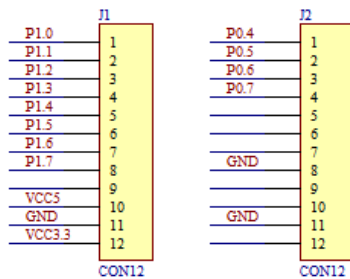 J1
P1.0 1
P1.1 2
P1.2 3
P1.3 4
P1.4 5
P1.5 6
P1.6 7
P1.7 8
9
VCC5 10
GND 11
VCC3.3 12
CON12
J2
P0.4 1
P0.5 2
P0.6 3
P0.7 4
5
6
7
GND 8
9
10
GND 11
12
CON12